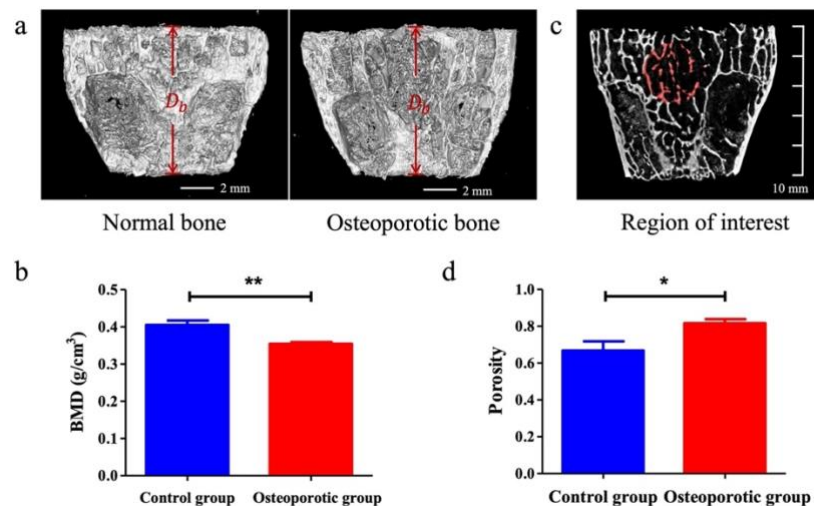 a
D_b
D_b
2 mm
2 mm
Normal bone
Osteoporotic bone
c
10 mm
Region of interest
b
**
0.5
0.4
0.3
0.2
0.1
0.0
BMD (g/cm³)
Control group
Osteoporotic group
d
*
1.0
0.8
0.6
0.4
0.2
0.0
Porosity
Control group
Osteoporotic group